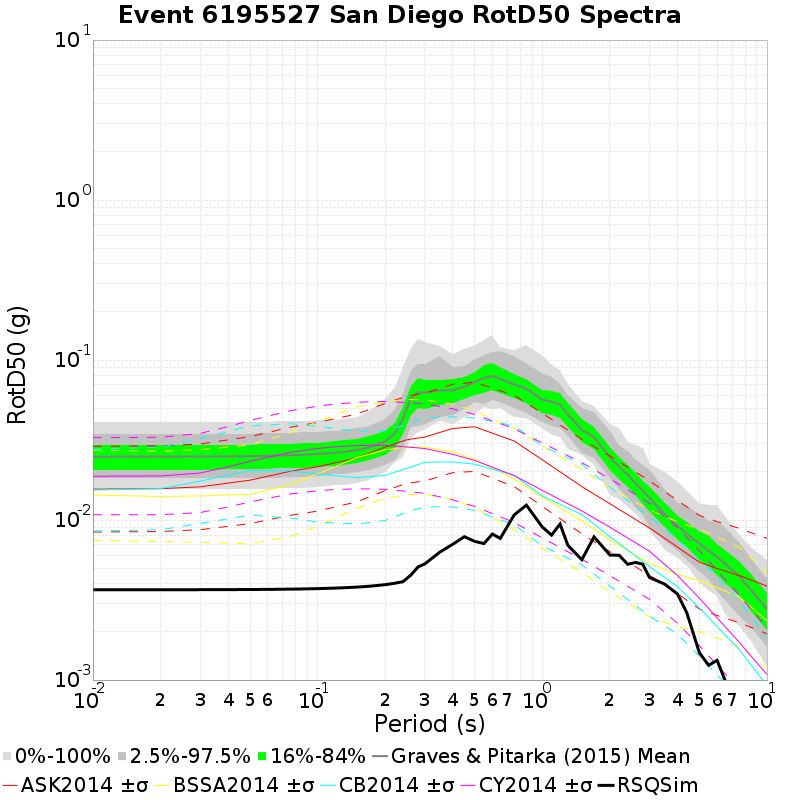 Event 6195527 San Diego RotD50 Spectra
10^1
10^0
10^-1
10^-2
10^-3
RotD50 (g)
10^-2 2 3 4 5 6 10^-1 2 3 4 5 6 7 10^0 2 3 4 5 6 7 10^1
Period (s)
0%-100% 2.5%-97.5% 16%-84% Graves & Pitarka (2015) Mean
ASK2014 ±σ BSSA2014 ±σ CB2014 ±σ CY2014 ±σ RSQSim